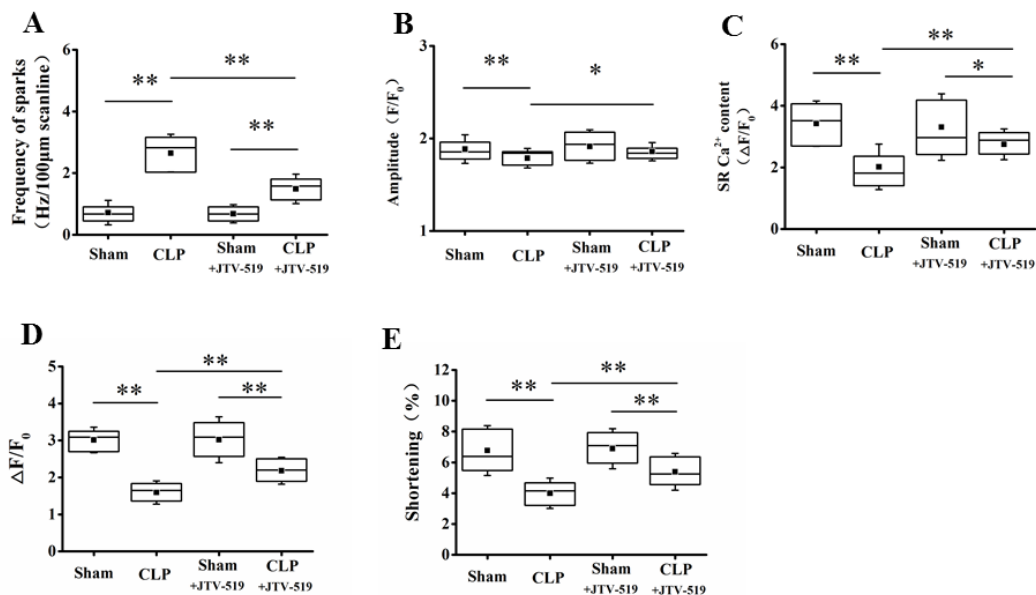 A
Frequency of sparks
(Hz/100μm scanline)
6
4
2
0
**
**
**
Sham
CLP
Sham
+JTV-519
CLP
+JTV-519
B
Amplitude (F/F0)
3
2
1
**
*
Sham
CLP
Sham
+JTV-519
CLP
+JTV-519
C
SR Ca2+ content
(△F/F0)
6
4
2
0
**
**
*
Sham
CLP
Sham
+JTV-519
CLP
+JTV-519
D
△F/F0
5
4
3
2
1
0
**
**
**
Sham
CLP
Sham
+JTV-519
CLP
+JTV-519
E
Shortening (%)
12
10
8
6
4
2
0
**
**
**
Sham
CLP
Sham
+JTV-519
CLP
+JTV-519